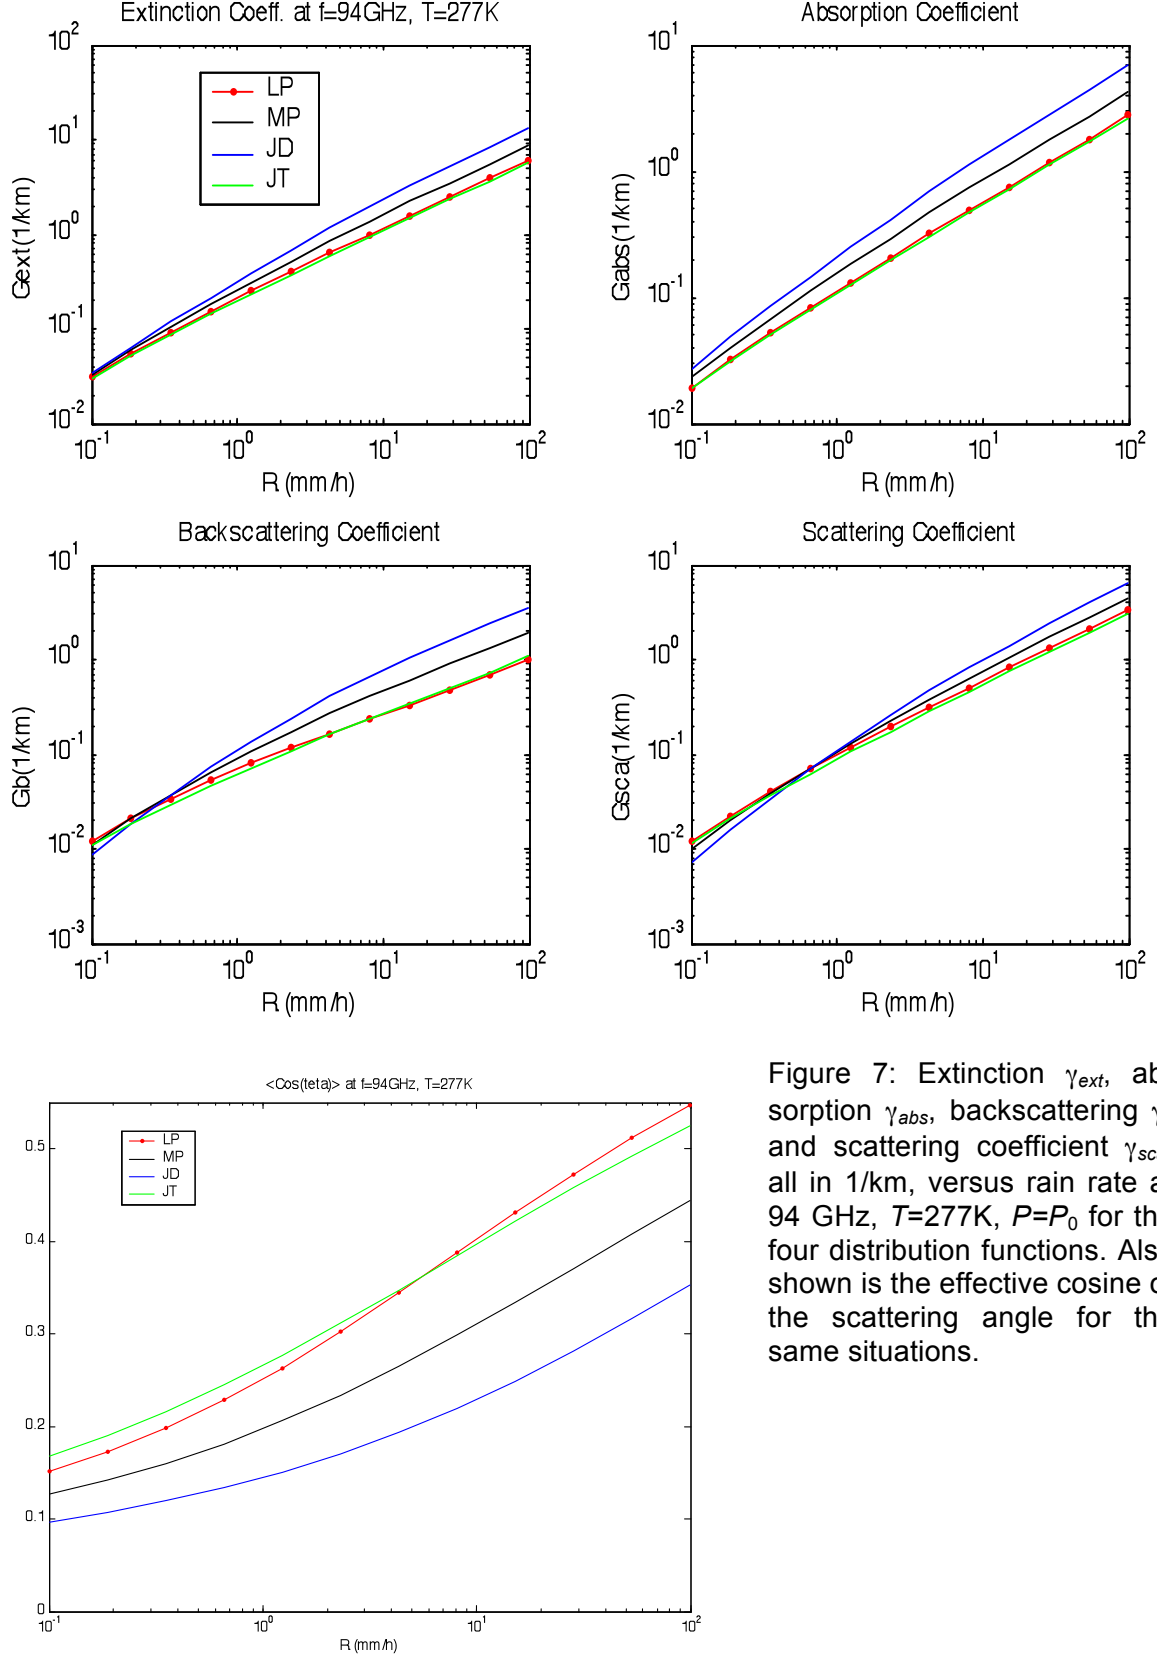 Extinction Coeff. at f=94GHz, T=277K
10^2
10^1
10^0
10^-1
10^-2
Gext(1/km)
LP
MP
JD
JT
10^-1 10^0 10^1 10^2
R (mm/h)
Absorption Coefficient
10^1
10^0
10^-1
10^-2
Gabs(1/km)
10^-1 10^0 10^1 10^2
R (mm/h)
Backscattering Coefficient
10^1
10^0
10^-1
10^-2
10^-3
Gb(1/km)
10^-1 10^0 10^1 10^2
R (mm/h)
Scattering Coefficient
10^1
10^0
10^-1
10^-2
10^-3
Gsca(1/km)
10^-1 10^0 10^1 10^2
R (mm/h)
<Cos(teta)> at f=94GHz, T=277K
LP
MP
JD
JT
0.5
0.4
0.3
0.2
0.1
0
10^-1 10^0 10^1 10^2
R (mm/h)
Figure 7: Extinction γext, ab
sorption γabs, backscattering γ
and scattering coefficient γsc
all in 1/km, versus rain rate a
94 GHz, T=277K, P=P0 for th
four distribution functions. Als
shown is the effective cosine o
the scattering angle for th
same situations.